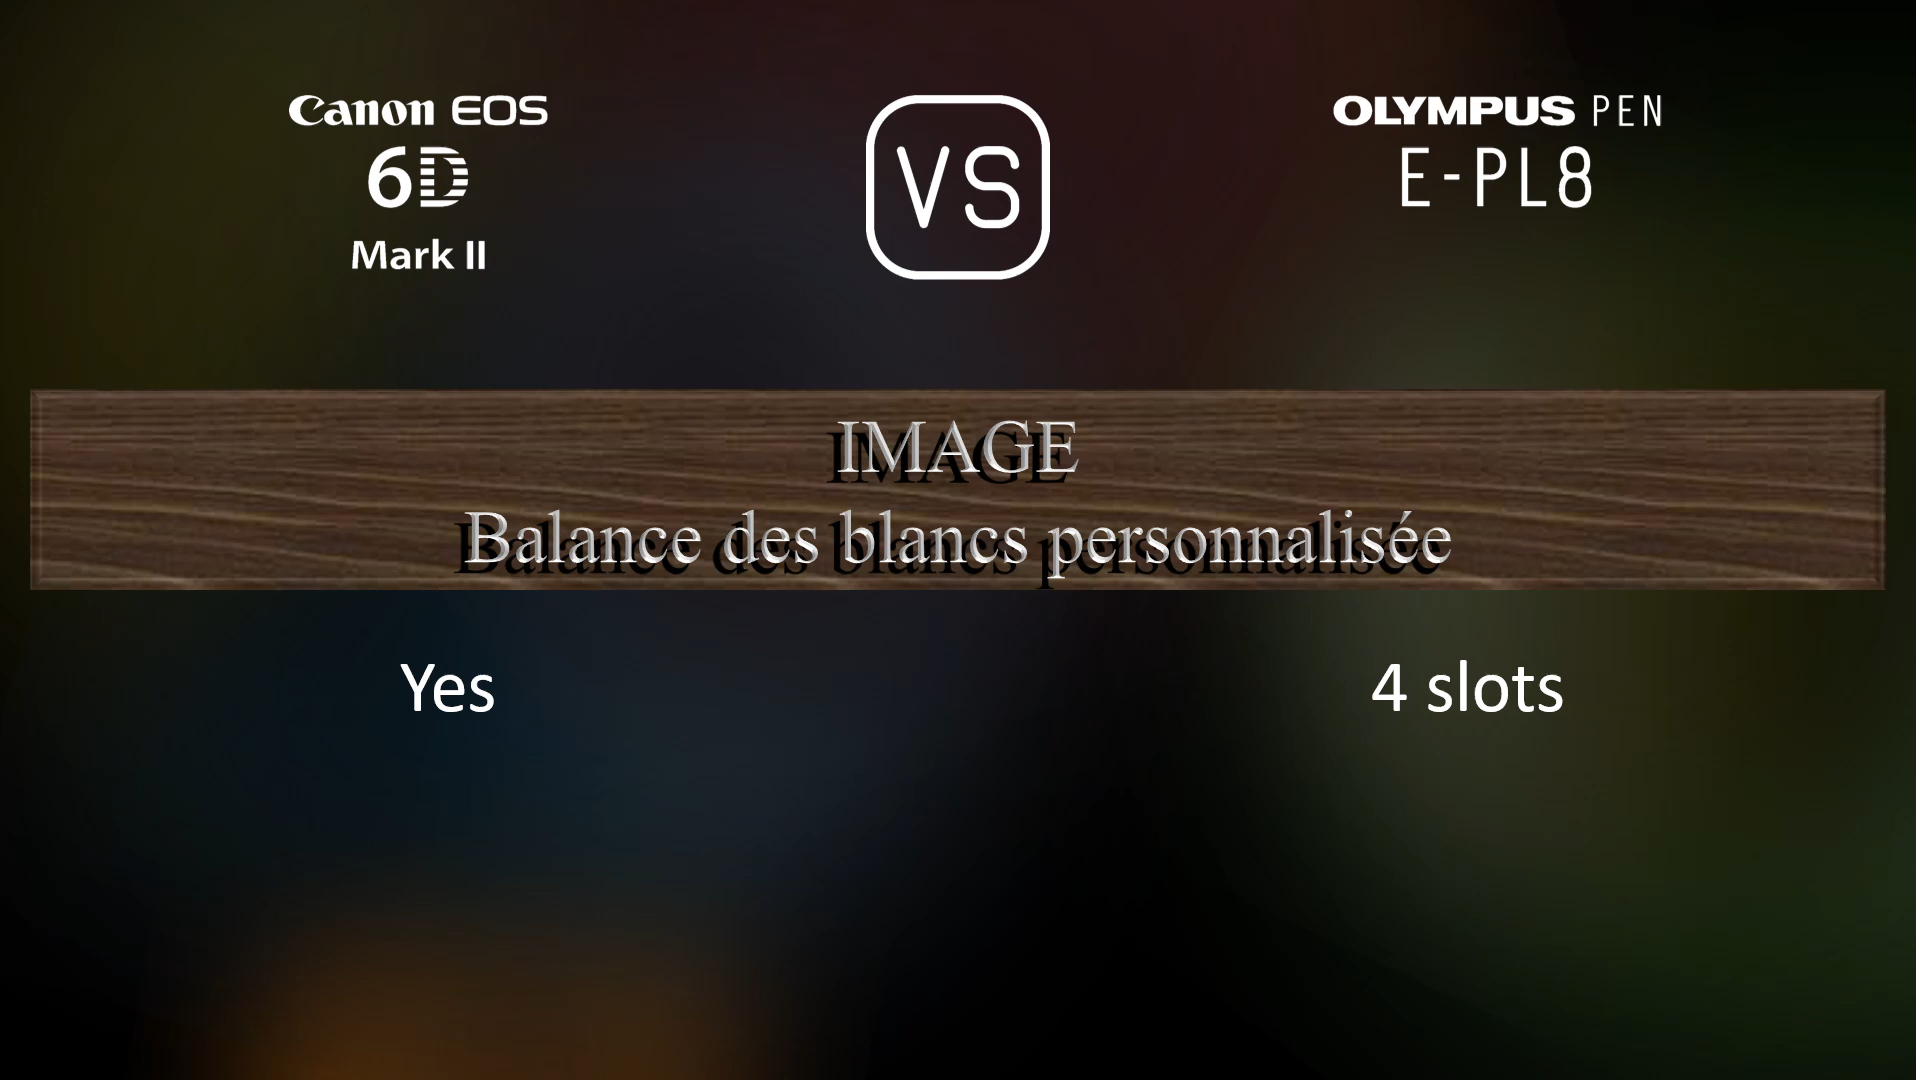 Canon EOS
6D
Mark II
VS
OLYMPUS PEN
E-PL8
IMAGE
Balance des blancs personnalisée
Yes
4 slots